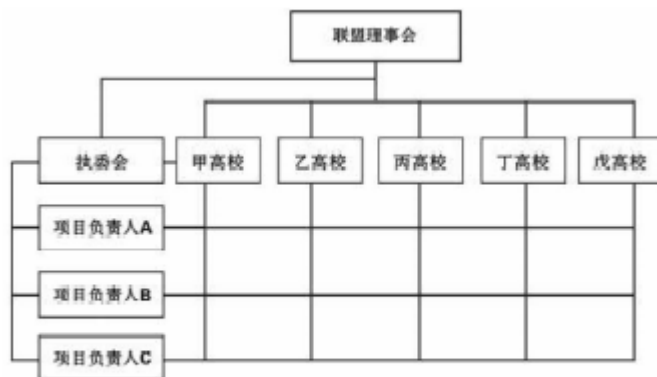 联盟理事会
执委会
甲高校
乙高校
丙高校
丁高校
戊高校
项目负责人A
项目负责人B
项目负责人C